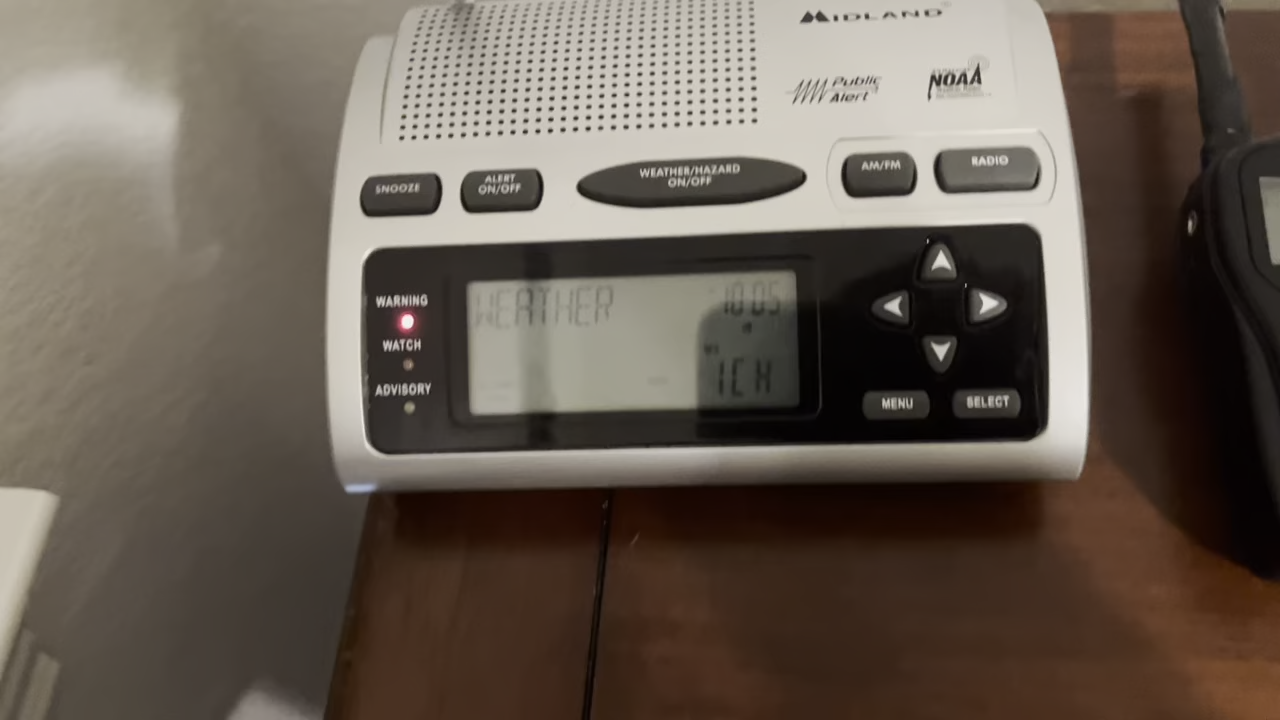 MIDLAND
Public
Alert
NOAA
SNOOZE
ALERT
ON/OFF
WEATHER/HAZARD
ON/OFF
AM/FM
RADIO
WARNING
WATCH
ADVISORY
WEATHER
10:05
1CH
MENU
SELECT